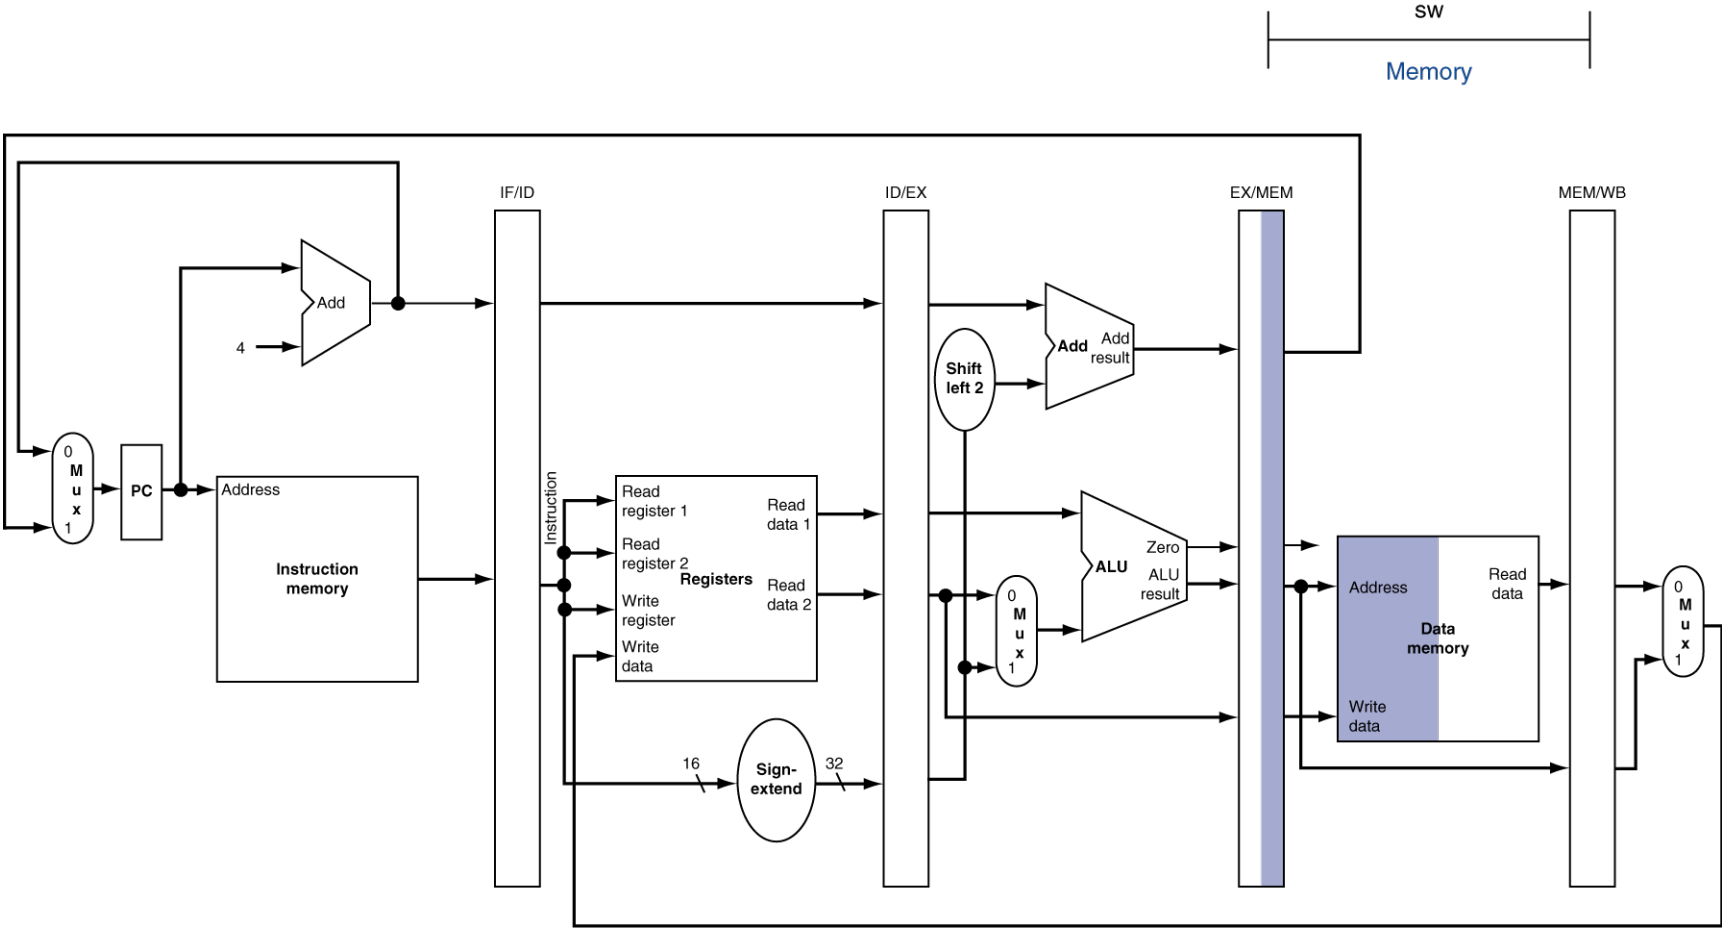 sw
Memory
IF/ID
ID/EX
EX/MEM
MEM/WB
Add
4
Add
Add
result
Shift
left 2
0
M
u
x
1
PC
Address
Instruction
memory
Instruction
Read
register 1
Read
register 2
Write
register
Write
data
Registers
Read
data 1
Read
data 2
16
Sign-
extend
32
0
M
u
x
1
ALU
Zero
ALU
result
Address
Data
memory
Write
data
Read
data
0
M
u
x
1